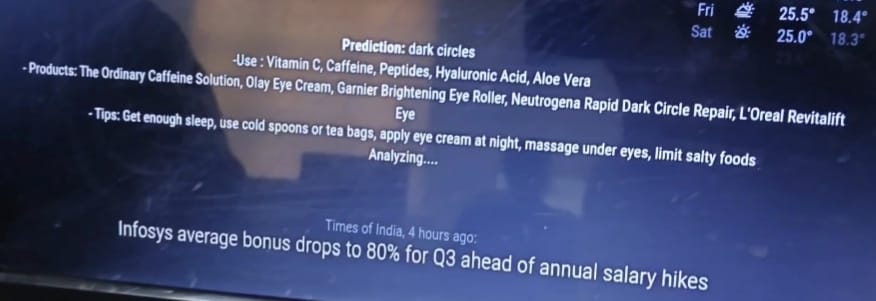 Fri 25.5° 18.4°
Sat 25.0° 18.3°
Prediction: dark circles
-Use : Vitamin C, Caffeine, Peptides, Hyaluronic Acid, Aloe Vera
- Products: The Ordinary Caffeine Solution, Olay Eye Cream, Garnier Brightening Eye Roller, Neutrogena Rapid Dark Circle Repair, L'Oreal Revitalift
Eye
- Tips: Get enough sleep, use cold spoons or tea bags, apply eye cream at night, massage under eyes, limit salty foods
Analyzing....
Times of India, 4 hours ago:
Infosys average bonus drops to 80% for Q3 ahead of annual salary hikes